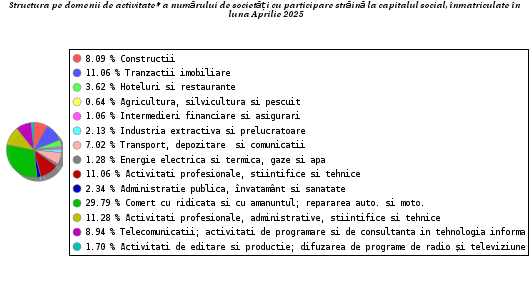 Structura pe domenii de activitate* a numărului de societăți cu participare străină la capitalul social, înmatriculate în
luna Aprilie 2025
8.09 % Constructii
11.06 % Tranzactii imobiliare
3.62 % Hoteluri si restaurante
0.64 % Agricultura, silvicultura si pescuit
1.06 % Intermedieri financiare si asigurari
2.13 % Industria extractiva si prelucratoare
7.02 % Transport, depozitare si comunicatii
1.28 % Energie electrica si termica, gaze si apa
11.06 % Activitati profesionale, stiintifice si tehnice
2.34 % Administratie publica, învatamânt si sanatate
29.79 % Comert cu ridicata si cu amanuntul; repararea auto. si moto.
11.28 % Activitati profesionale, administrative, stiintifice si tehnice
8.94 % Telecomunicatii; activitati de programare si de consultanta in tehnologia informa
1.70 % Activitati de editare si productie; difuzarea de programe de radio și televiziune